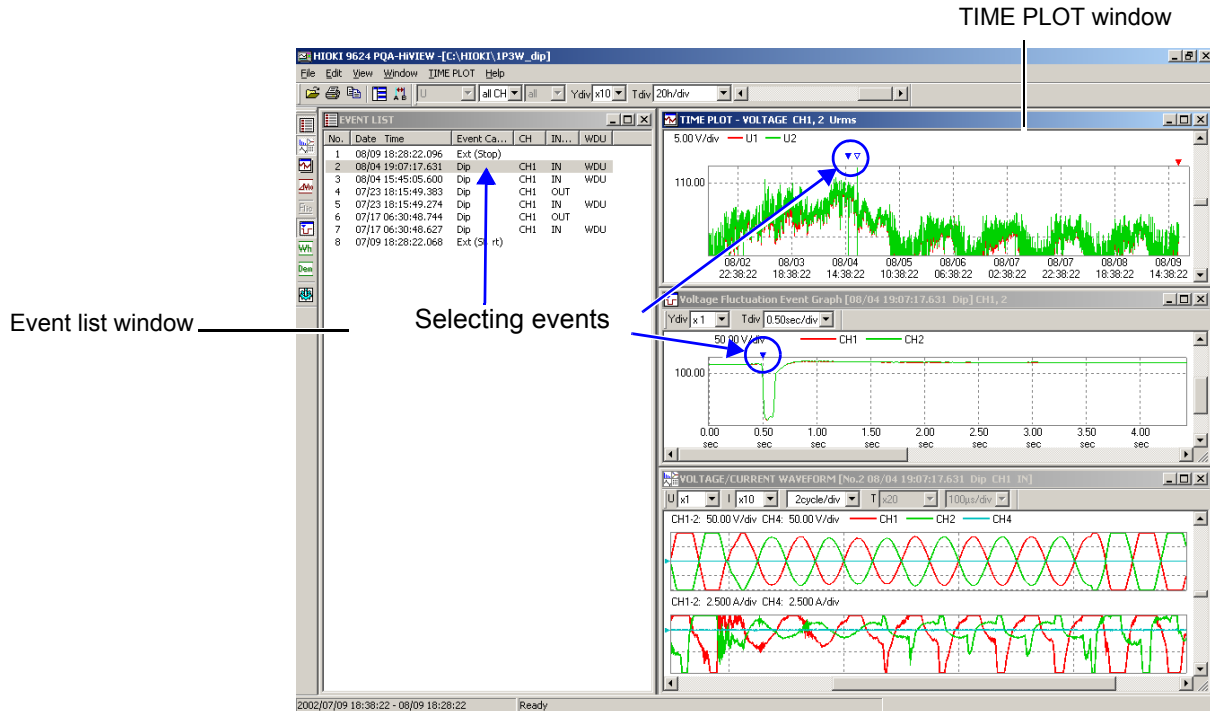 TIME PLOT window
HIOKI 9624 PQA-HiVIEW -[C:\HIOKI\1P3W_dip]
File Edit View Window TIME PLOT Help
U all CH all Ydiv x10 Tdiv 20h/div
EVENT LIST
No. Date Time Event Ca... CH IN... WDU
1 08/09 18:28:22.096 Ext (Stop)
2 08/04 19:07:17.631 Dip CH1 IN WDU
3 08/04 15:45:05.600 Dip CH1 IN WDU
4 07/23 18:15:49.383 Dip CH1 OUT
5 07/23 18:15:49.274 Dip CH1 IN WDU
6 07/17 06:30:48.744 Dip CH1 OUT
7 07/17 06:30:48.627 Dip CH1 IN WDU
8 07/09 18:28:22.068 Ext (S rt)
Flic
Wh
Dem
Event list window
Selecting events
TIME PLOT - VOLTAGE CH1, 2 Urms
5.00 V/div U1 U2
110.00
08/02 08/03 08/04 08/05 08/06 08/07 08/07 08/08 08/09
22:38:22 18:38:22 14:38:22 10:38:22 06:38:22 02:38:22 22:38:22 18:38:22 14:38:22
Voltage Fluctuation Event Graph [08/04 19:07:17.631 Dip] CH1, 2
Ydiv x 1 Tdiv 0.50sec/div
50.00 V/div CH1 CH2
100.00
0.00 0.50 1.00 1.50 2.00 2.50 3.00 3.50 4.00
sec sec sec sec sec sec sec sec sec
VOLTAGE/CURRENT WAVEFORM [No.2 08/04 19:07:17.631 Dip CH1 IN]
U x1 I x10 2cycle/div T x20 100µs/div
CH1-2: 50.00 V/div CH4: 50.00 V/div CH1 CH2 CH4
CH1-2: 2.500 A/div CH4: 2.500 A/div
2002/07/09 18:38:22 - 08/09 18:28:22 Ready